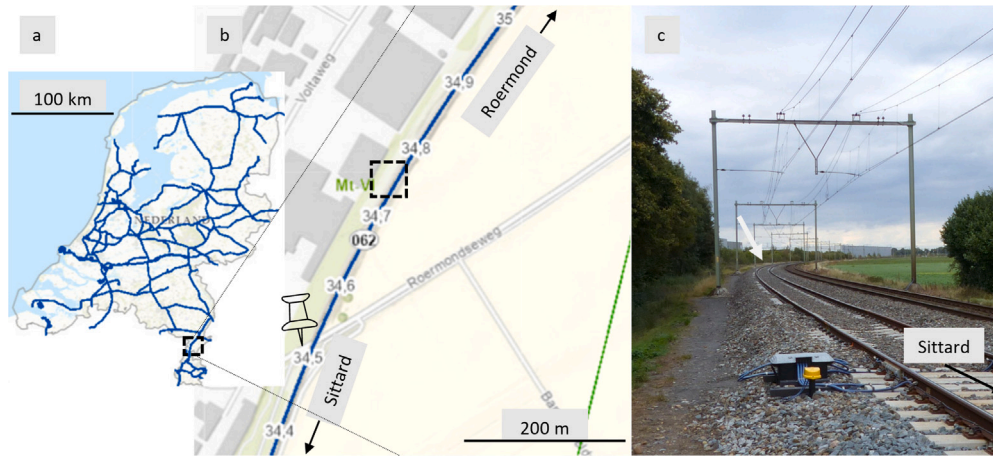 a
b
c
100 km
NEDERLAND
Voltaweg
35
34,9
Roermond
34,8
Mt-V
34,7
062
34,6
Roermondseweg
34,5
Sittard
34,4
200 m
Sittard